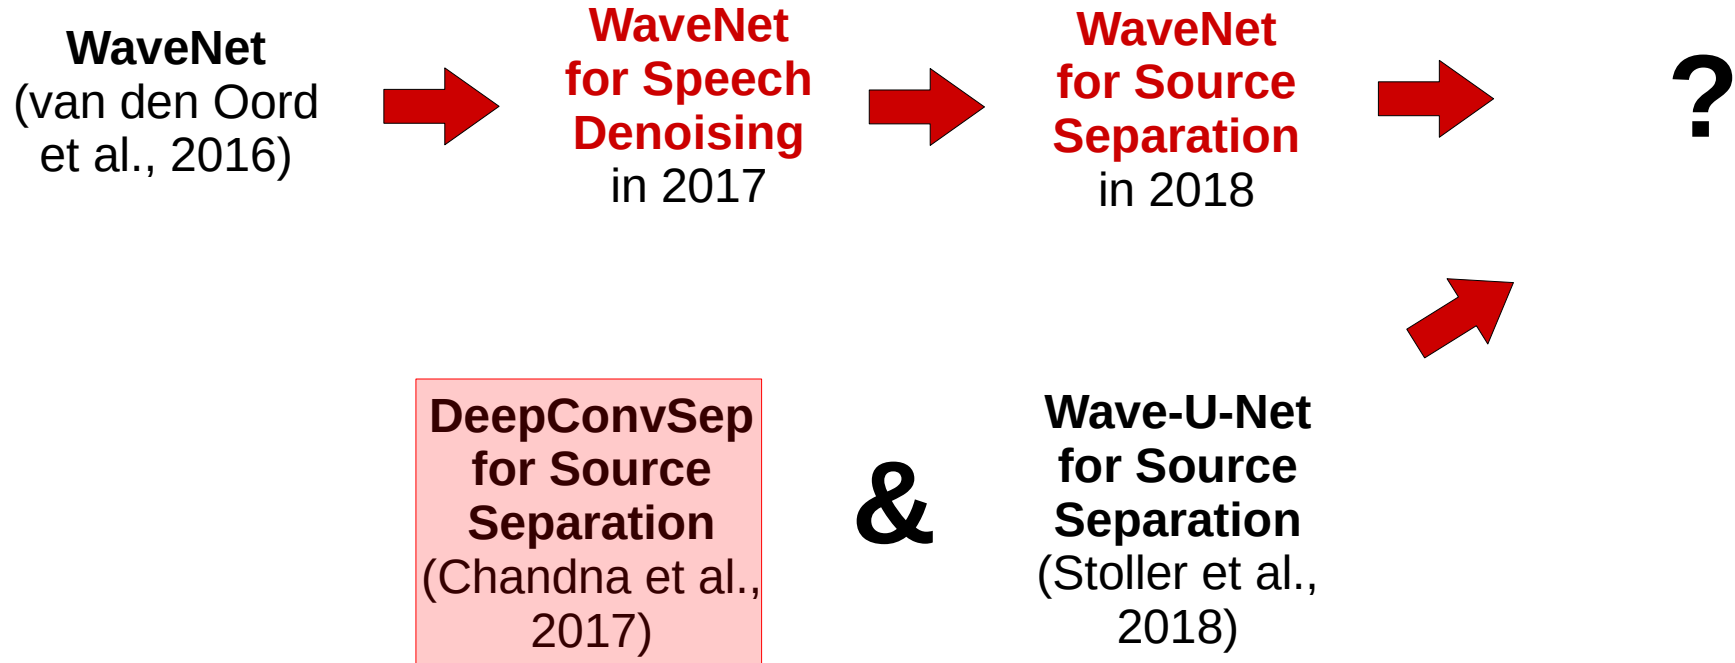 WaveNet
(van den Oord
et al., 2016)
WaveNet
for Speech
Denoising
in 2017
WaveNet
for Source
Separation
in 2018
?
DeepConvSep
for Source
Separation
(Chandna et al.,
2017)
&
Wave-U-Net
for Source
Separation
(Stoller et al.,
2018)